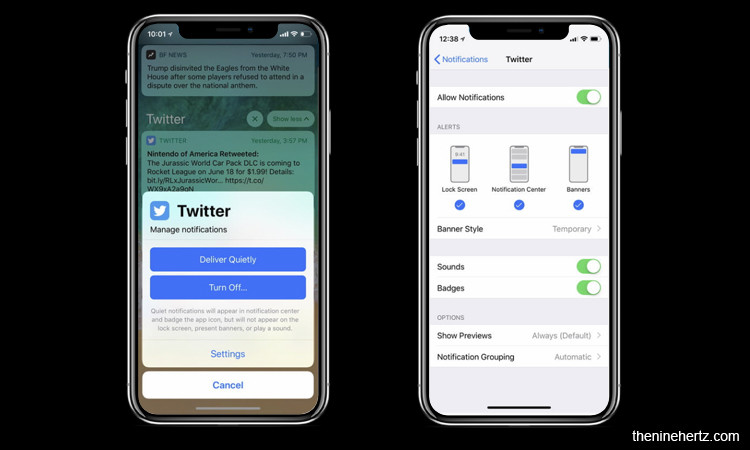 10:01
BF NEWS Yesterday, 7:50 PM
Trump disinvited the Eagles from the White
House after some players refused to attend in a
dispute over the national anthem.
Twitter Show less
TWITTER Yesterday, 3:57 PM
Nintendo of America Retweeted:
The Jurassic World Car Pack DLC is coming to
Rocket League on June 18 for $1.99! Details:
bit.ly/RLxJurassicWor... https://t.co/
Twitter
Manage notifications
Deliver Quietly
Turn Off...
Quiet notifications will appear in notification center
and badge the app icon, but will not appear on the
lock screen, present banners, or play a sound.
Settings
Cancel
12:38
Notifications Twitter
Allow Notifications
ALERTS
9:41
Lock Screen Notification Center Banners
Banner Style Temporary
Sounds
Badges
OPTIONS
Show Previews Always (Default)
Notification Grouping Automatic
theninehertz.com